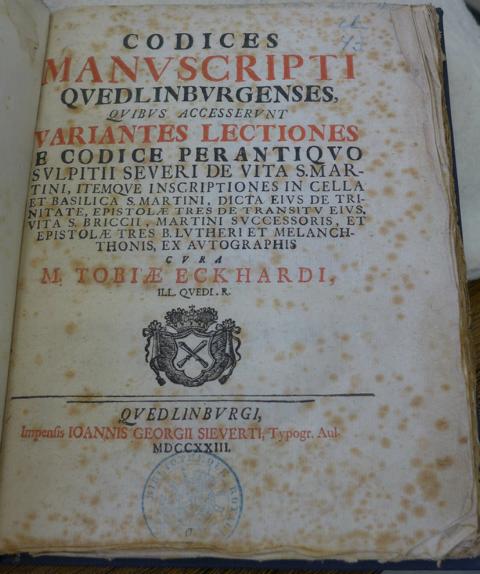 CODICES
MANVSCRIPTI
QVEDLINBVRGENSES,
QVIBVS ACCESSERVNT
VARIANTES LECTIONES
E CODICE PERANTIQVO
SVLPITII SEVERI DE VITA S. MAR-
TINI, ITEMQVE INSCRIPTIONES IN CELLA
ET BASILICA S. MARTINI, DICTA EIVS DE TRI-
NITATE, EPISTOLÆ TRES DE TRANSITV EIVS,
VITA S. BRICCII, MARTINI SVCCESSORIS, ET
EPISTOLÆ TRES B. LVTHERI ET MELANCH-
THONIS, EX AVTOGRAPHIS
CVRA
M. TOBIÆ ECKHARDI,
ILL. QVEDL. R.
QVEDLINBVRGI,
Impensis IOANNIS GEORGII SIEVERTI, Typogr. Aul.
MDCCXXIII.